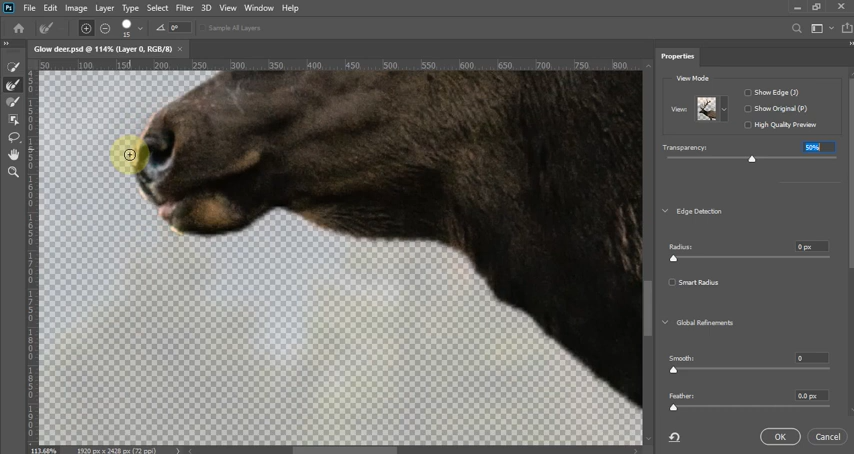 Ps File Edit Image Layer Type Select Filter 3D View Window Help
15 0° Sample All Layers
Glow deer.psd @ 114% (Layer 0, RGB/8) ×
50 100 150 200 250 300 350 400 450 500 550 600 650 700 750 800
Properties
View Mode
View:
Show Edge (J)
Show Original (P)
High Quality Preview
Transparency: 50%
Edge Detection
Radius: 0 px
Smart Radius
Global Refinements
Smooth: 0
Feather: 0.0 px
OK Cancel
113.68% 1920 px x 2428 px (72 ppi)